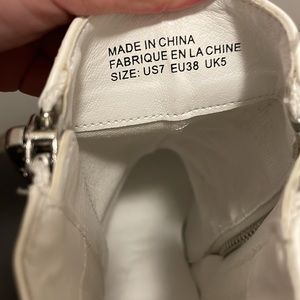 MADE IN CHINA
FABRIQUE EN LA CHINE
SIZE: US7 EU38 UK5